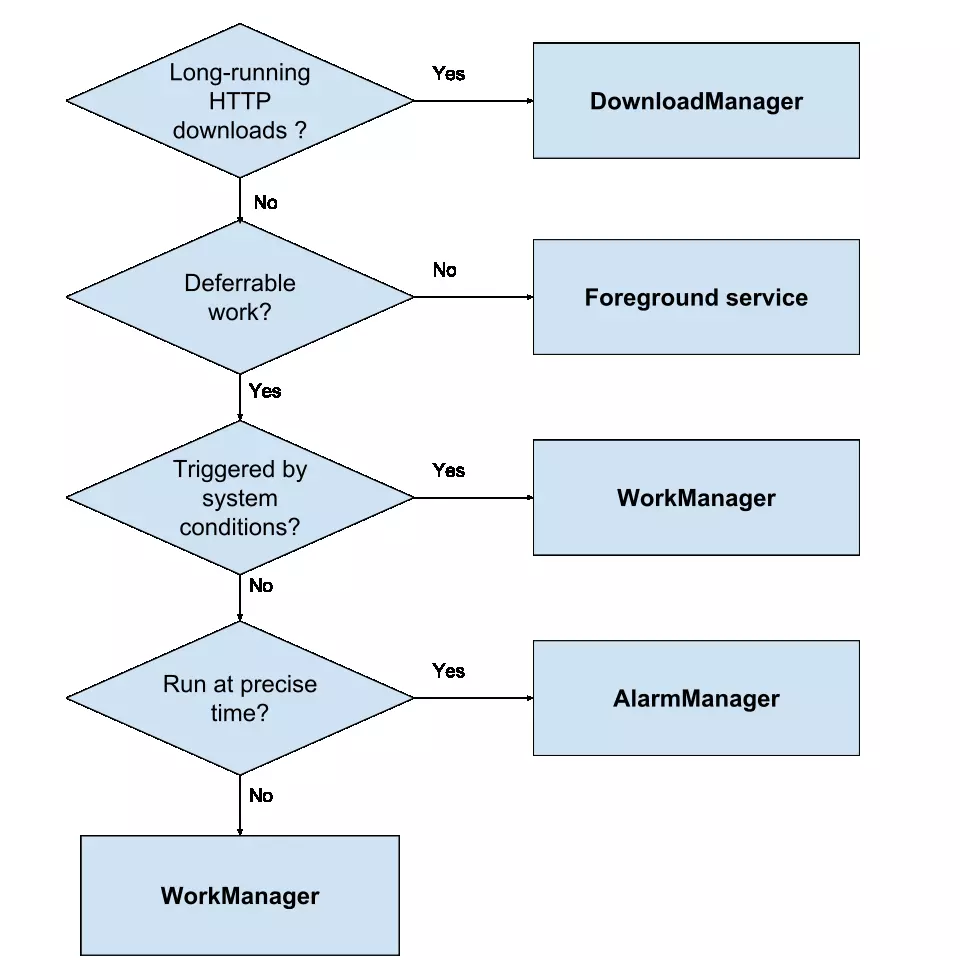 Long-running
HTTP
downloads ?
Yes
DownloadManager
No
Deferrable
work?
No
Foreground service
Yes
Triggered by
system
conditions?
Yes
WorkManager
No
Run at precise
time?
Yes
AlarmManager
No
WorkManager